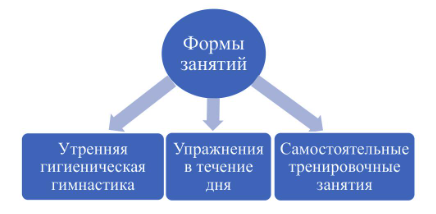 Формы
занятий
Утренняя
гигиеническая
гимнастика
Упражнения
в течение
дня
Самостоятельные
тренировочные
занятия